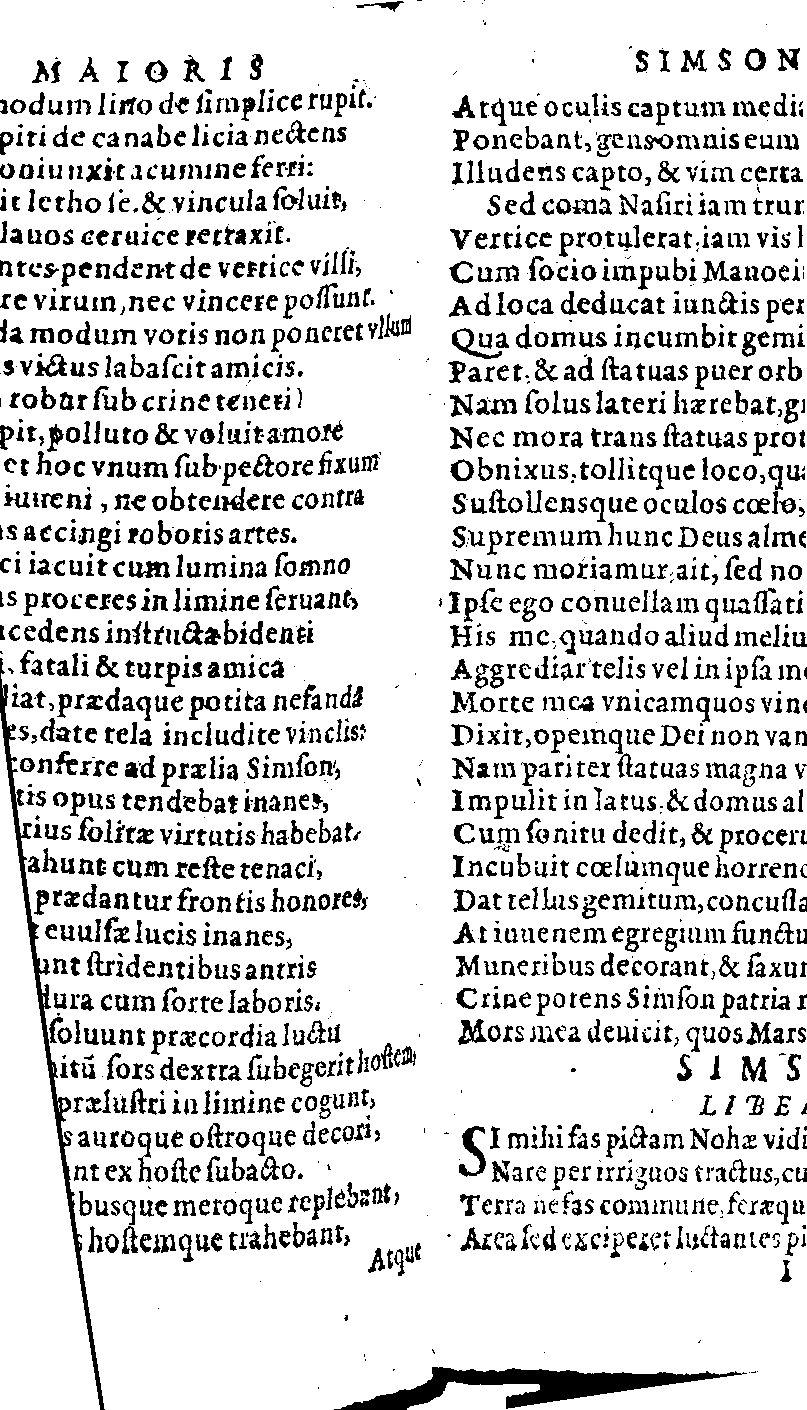 MAIORIS
modum lino de ſimplice rupit.
piti de canabe licia nectens
oniunxit acumine ferri:
it letho ſe. & vincula ſoluit,
lauos ceruice retraxit.
ntes pendent de vertice villi,
re virum, nec vincere poſſunt.
da modum votis non poneret vllum
s victus labaſcit amicis.
robur ſub crine teneri?
pit, polluto & voluit amore
et hoc vnum ſub pectore fixum
iuueni, ne obtendere contra
s accingi roboris artes.
ci iacuit cum lumina ſomno
as proceres in limine ſeruant,
cedens inſtructa bidenti
i, fatali & turpis amica
liat, prædaque potita nefanda
es, date tela includite vinclis:
conferre ad prælia Simſon,
tis opus tendebat inanes,
rius ſolitæ virtutis habebat.
ahunt cum reſte tenaci,
prædantur frontis honores,
euulſæ lucis inanes,
unt ſtridentibus antris
dura cum ſorte laboris.
ſoluunt præcordia luctu
itū ſors dextra ſubegerit hoſtem,
præluſtri in limine cogunt,
s auroque oſtroque decori,
nt ex hoſte ſubacto.
busque meroque replebant,
s hoſtemque trahebant,
Atque
SIMSON
Atque oculis captum media
Ponebant, gens omnis eum
Illudens capto, & vim certa
Sed coma Naſiri iam trun
Vertice protulerat, iam vis
Cum ſocio impubi Manoei
Ad loca deducat iunctis per
Qua domus incumbit gemi
Paret. & ad ſtatuas puer orb
Nam ſolus lateri hærebat, g
Nec mora trans ſtatuas prot
Obnixus, tollitque loco, qua
Suſtollensque oculos cœlo,
Supremum hunc Deus alme
Nunc moriamur, ait, ſed no
Ipſe ego conuellam quaſſati
His me, quando aliud meliu
Aggrediar telis vel in ipſa m
Morte mea vnicamquos vin
Dixit, opemque Dei non van
Nam pariter ſtatuas magna v
Impulit in latus, & domus al
Cum ſonitu dedit, & proceru
Incubuit cœlumque horrend
Dat tellus gemitum, concuſſa
At iuuenem egregium functu
Muneribus decorant, & ſaxu
Crine potens Simſon patria
Mors mea deuicit, quos Mars
SIMS
LIBE
SI mihi fas pictam Nohæ vidi
Nare per irriguos tractus, cu
Terra nefas commune, feræqu
Area ſed exciperet luctantes pi
I